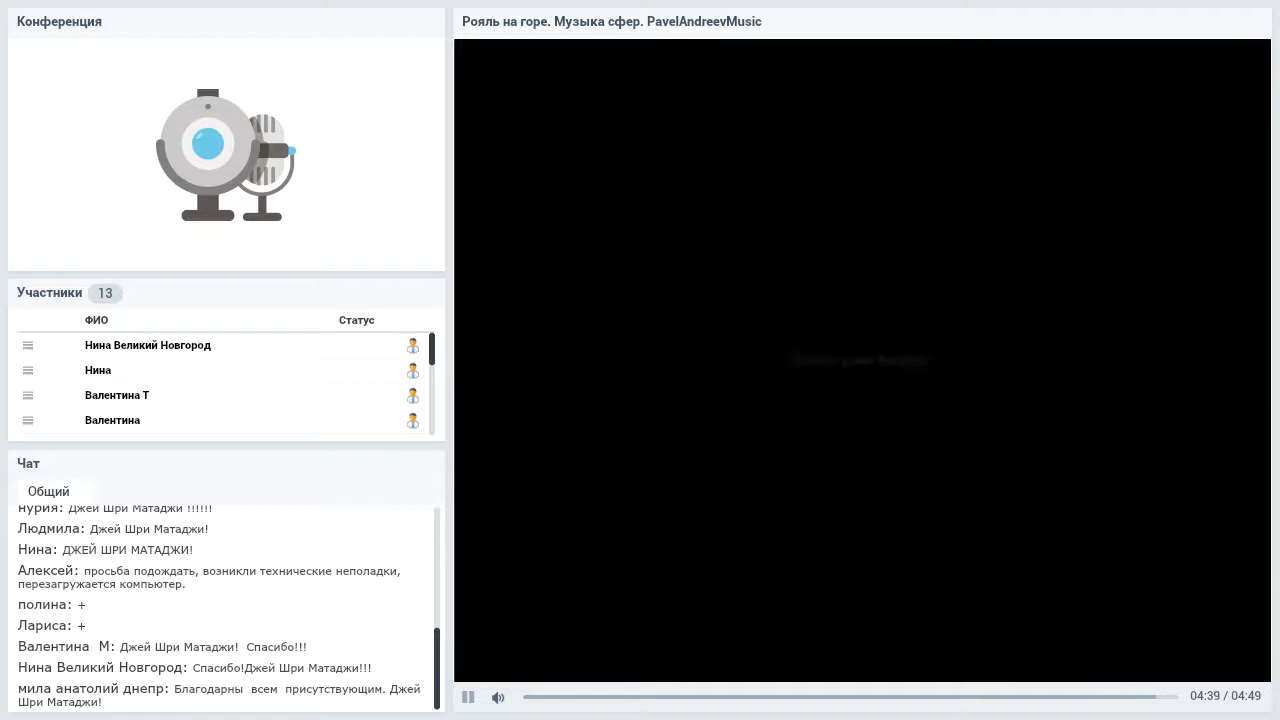 Конференция
Рояль на горе. Музыка сфер. PavelAndreevMusic
Участники 13
ФИО Статус
Нина Великий Новгород
Нина
Валентина Т
Валентина
Чат
Общий
нурия: Джей Шри Матаджи !!!!!!
Людмила: Джей Шри Матаджи!
Нина: ДЖЕЙ ШРИ МАТАДЖИ!
Алексей: просьба подождать, возникли технические неполадки,
перезагружается компьютер.
полина: +
Лариса: +
Валентина М: Джей Шри Матаджи! Спасибо!!!
Нина Великий Новгород: Спасибо!Джей Шри Матаджи!!!
мила анатолий днепр: Благодарны всем присутствующим. Джей
Шри Матаджи!
04:39 / 04:49